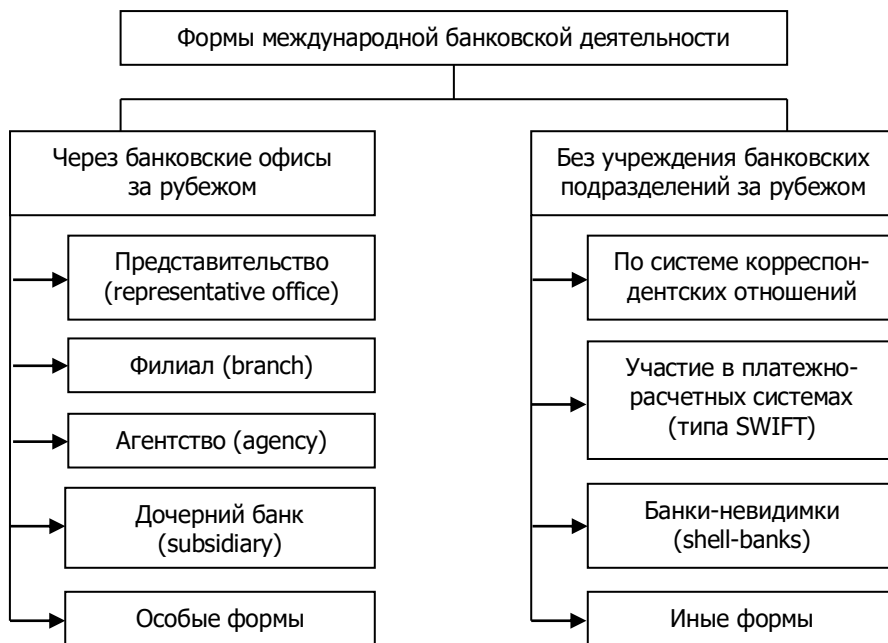 Формы международной банковской деятельности
Через банковские офисы
за рубежом
Представительство
(representative office)
Филиал (branch)
Агентство (agency)
Дочерний банк
(subsidiary)
Особые формы
Без учреждения банковских
подразделений за рубежом
По системе корреспон-
дентских отношений
Участие в платежно-
расчетных системах
(типа SWIFT)
Банки-невидимки
(shell-banks)
Иные формы